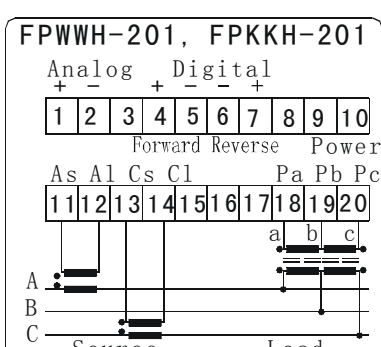 FPWWH-201, FPKKH-201
Analog Digital
+ - + - - +
1 2 3 4 5 6 7 8 9 10
Forward Reverse Power
As Al Cs Cl Pa Pb Pc
11 12 13 14 15 16 17 18 19 20
a b c
A
B
C
Source Load